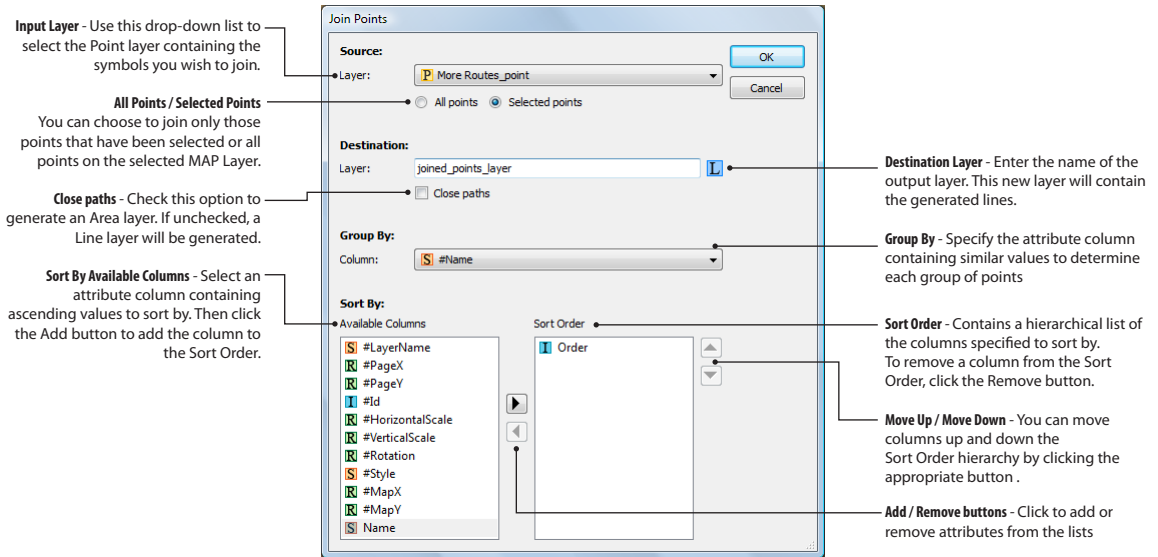 Input Layer - Use this drop-down list to
select the Point layer containing the
symbols you wish to join.
All Points / Selected Points
You can choose to join only those
points that have been selected or all
points on the selected MAP Layer.
Close paths - Check this option to
generate an Area layer. If unchecked, a
Line layer will be generated.
Sort By Available Columns - Select an
attribute column containing
ascending values to sort by. Then click
the Add button to add the column to
the Sort Order.
Join Points
Source:
Layer:
P More Routes_point
All points
Selected points
OK
Cancel
Destination:
Layer:
joined_points_layer
L
Close paths
Group By:
Column:
S #Name
Sort By:
Available Columns
S #LayerName
R #PageX
R #PageY
I #Id
R #HorizontalScale
R #VerticalScale
R #Rotation
S #Style
R #MapX
R #MapY
S Name
Sort Order
I Order
Destination Layer - Enter the name of the
output layer. This new layer will contain
the generated lines.
Group By - Specify the attribute column
containing similar values to determine
each group of points
Sort Order - Contains a hierarchical list of
the columns specified to sort by.
To remove a column from the Sort
Order, click the Remove button.
Move Up / Move Down - You can move
columns up and down the
Sort Order hierarchy by clicking the
appropriate button .
Add / Remove buttons - Click to add or
remove attributes from the lists